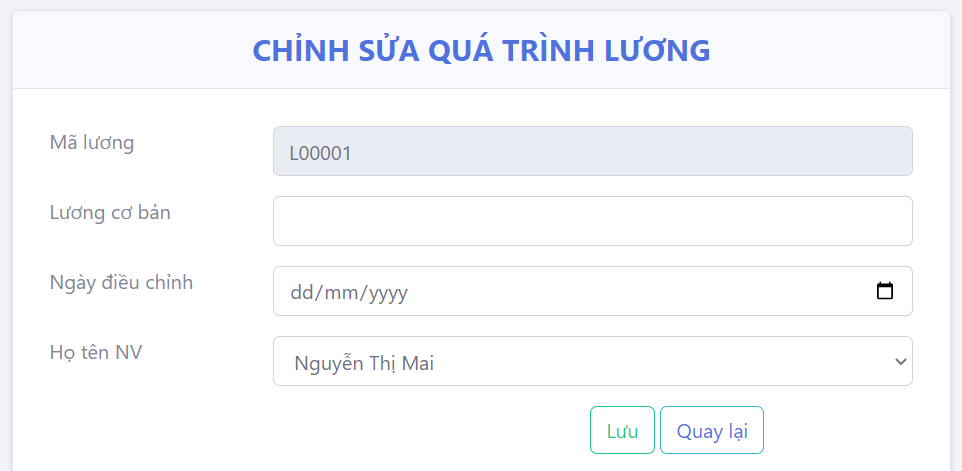 CHỈNH SỬA QUÁ TRÌNH LƯƠNG
Mã lương L00001
Lương cơ bản
Ngày điều chỉnh dd/mm/yyyy
Họ tên NV Nguyễn Thị Mai
Lưu Quay lại